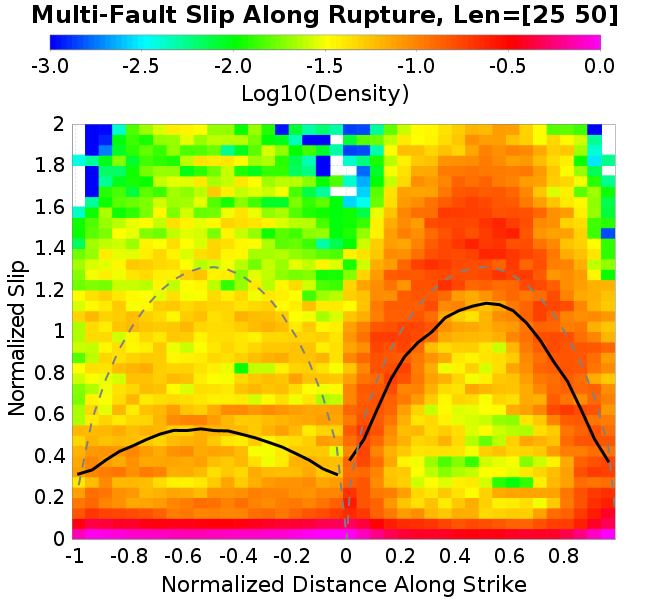 Multi-Fault Slip Along Rupture, Len=[25 50]
-3.0 -2.5 -2.0 -1.5 -1.0 -0.5 0.0
Log10(Density)
2
1.8
1.6
1.4
1.2
1
0.8
0.6
0.4
0.2
0
Normalized Slip
-1 -0.8 -0.6 -0.4 -0.2 0 0.2 0.4 0.6 0.8
Normalized Distance Along Strike